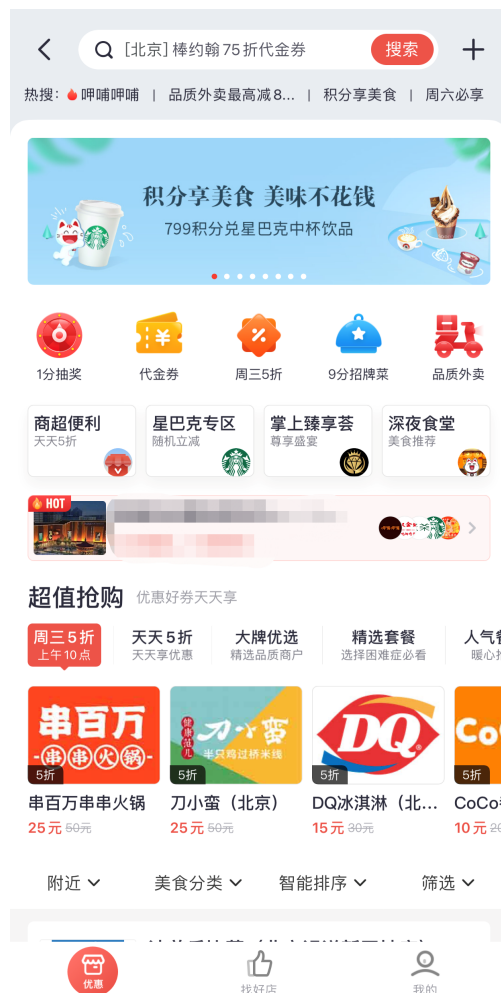 [北京] 棒约翰75折代金券
搜索
热搜:
呷哺呷哺 | 品质外卖最高减8... | 积分享美食 | 周六必享
积分享美食 美味不花钱
799积分兑星巴克中杯饮品
1分抽奖
代金券
周三5折
9分招牌菜
品质外卖
商超便利
天天5折
星巴克专区
随机立减
掌上臻享荟
尊享盛宴
深夜食堂
美食推荐
HOT
超值抢购 优惠好券天天享
周三5折
上午10点
天天5折
天天享优惠
大牌优选
精选品质商户
精选套餐
选择困难症必看
人气
暖心
串百万
串串火锅
5折
健康范儿
刀小蛮
半只鸡过桥米线
5折
DQ
5折
Co
5折
串百万串串火锅
25元 50元
刀小蛮（北京）
25元 50元
DQ冰淇淋（北...
15元 30元
CoCo
10元
附近
美食分类
智能排序
筛选
优惠
找好店
我的